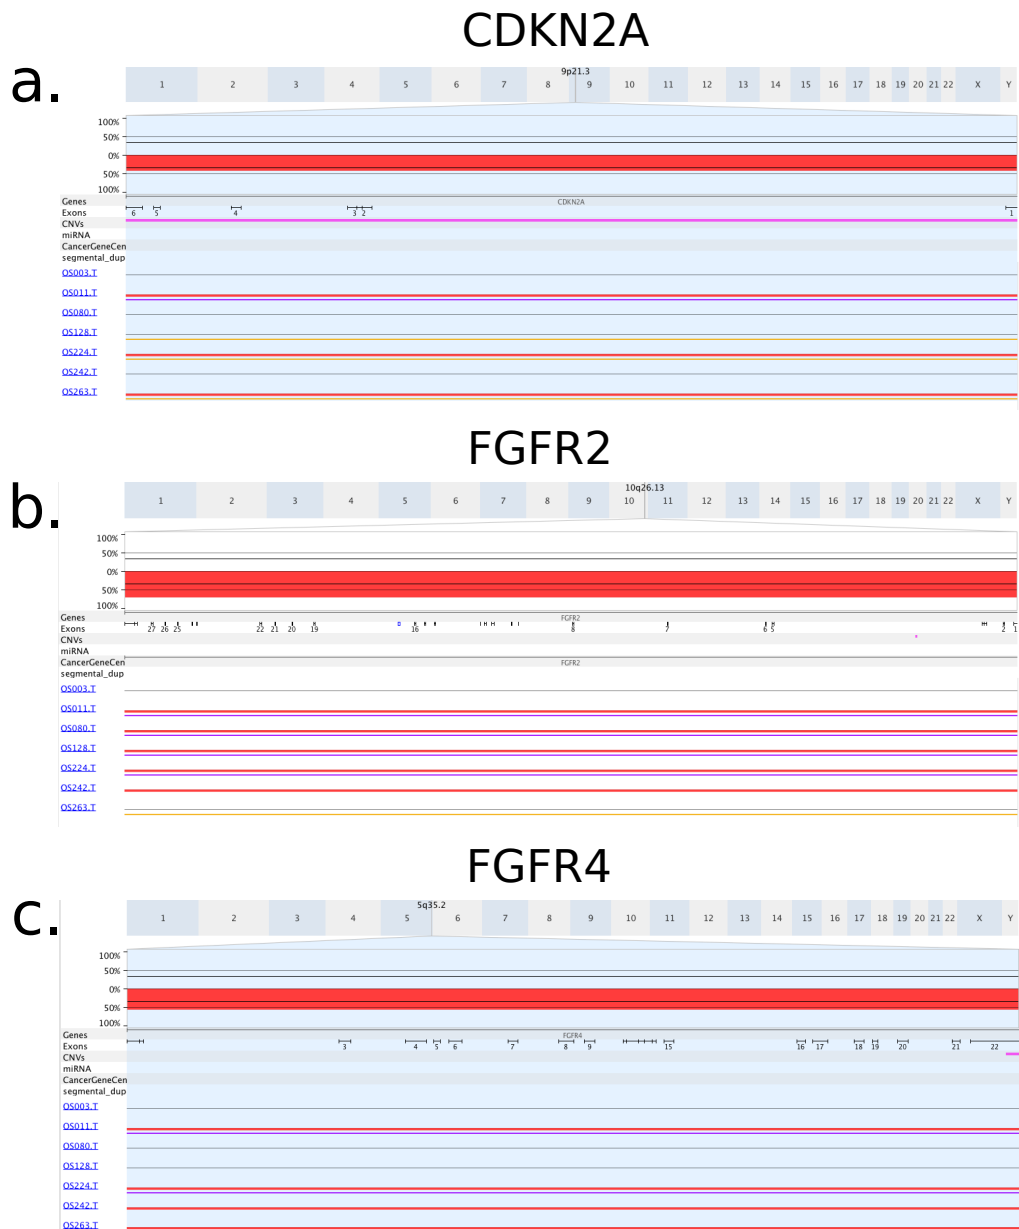 CDKN2A
a.
9p21.3
1 2 3 4 5 6 7 8 9 10 11 12 13 14 15 16 17 18 19 20 21 22 X Y
100%
50%
0%
50%
100%
Genes CDKN2A
Exons 6 5 4 3 2 1
CNVs
miRNA
CancerGeneCen
segmental_dup
OS003.T
OS011.T
OS080.T
OS128.T
OS224.T
OS242.T
OS263.T
FGFR2
b.
10q26.13
1 2 3 4 5 6 7 8 9 10 11 12 13 14 15 16 17 18 19 20 21 22 X Y
100%
50%
0%
50%
100%
Genes FGFR2
Exons 27 26 25 22 21 20 19 16 8 7 6 5 2 1
CNVs
miRNA
CancerGeneCen FGFR2
segmental_dup
OS003.T
OS011.T
OS080.T
OS128.T
OS224.T
OS242.T
OS263.T
FGFR4
c.
5q35.2
1 2 3 4 5 6 7 8 9 10 11 12 13 14 15 16 17 18 19 20 21 22 X Y
100%
50%
0%
50%
100%
Genes FGFR4
Exons 3 4 5 6 7 8 9 15 16 17 18 19 20 21 22
CNVs
miRNA
CancerGeneCen
segmental_dup
OS003.T
OS011.T
OS080.T
OS128.T
OS224.T
OS242.T
OS263.T